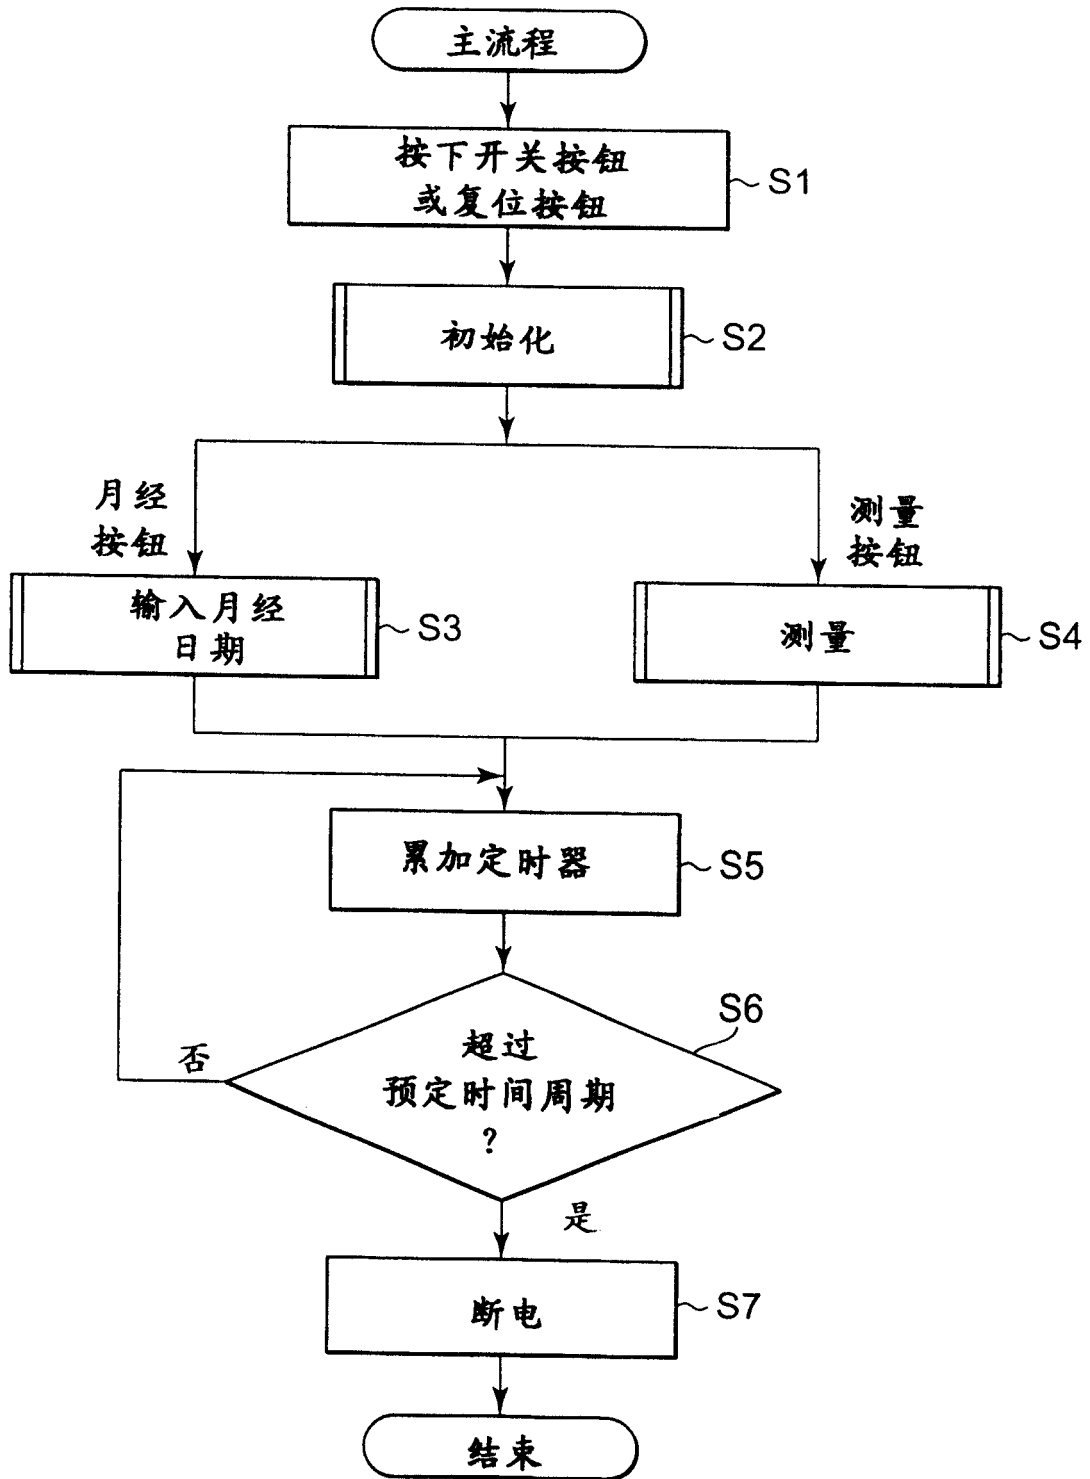 主流程
按下开关按钮
或复位按钮
S1
初始化
S2
月经
按钮
测量
按钮
输入月经
日期
S3
测量
S4
累加定时器
S5
S6
超过
预定时间周期
?
否
是
断电
S7
结束